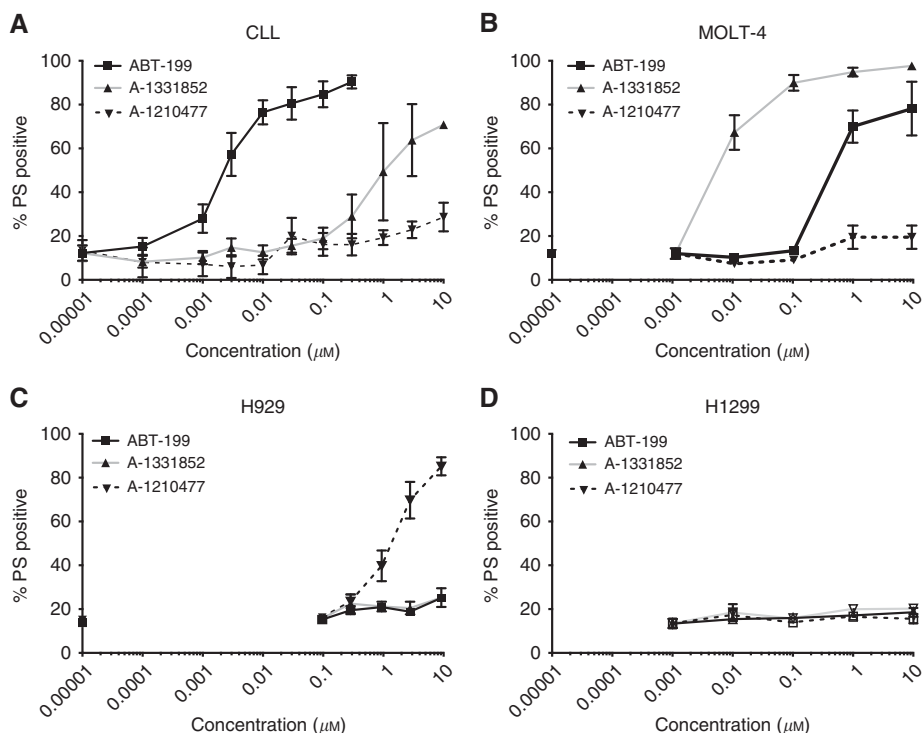 A
CLL
100
80
60
40
20
0
% PS positive
ABT-199
A-1331852
A-1210477
0.00001
0.0001
0.001
0.01
0.1
1
10
Concentration (μM)
B
MOLT-4
100
80
60
40
20
0
% PS positive
ABT-199
A-1331852
A-1210477
0.00001
0.0001
0.001
0.01
0.1
1
10
Concentration (μM)
C
H929
100
80
60
40
20
0
% PS positive
ABT-199
A-1331852
A-1210477
0.00001
0.0001
0.001
0.01
0.1
1
10
Concentration (μM)
D
H1299
100
80
60
40
20
0
% PS positive
ABT-199
A-1331852
A-1210477
0.00001
0.0001
0.001
0.01
0.1
1
10
Concentration (μM)